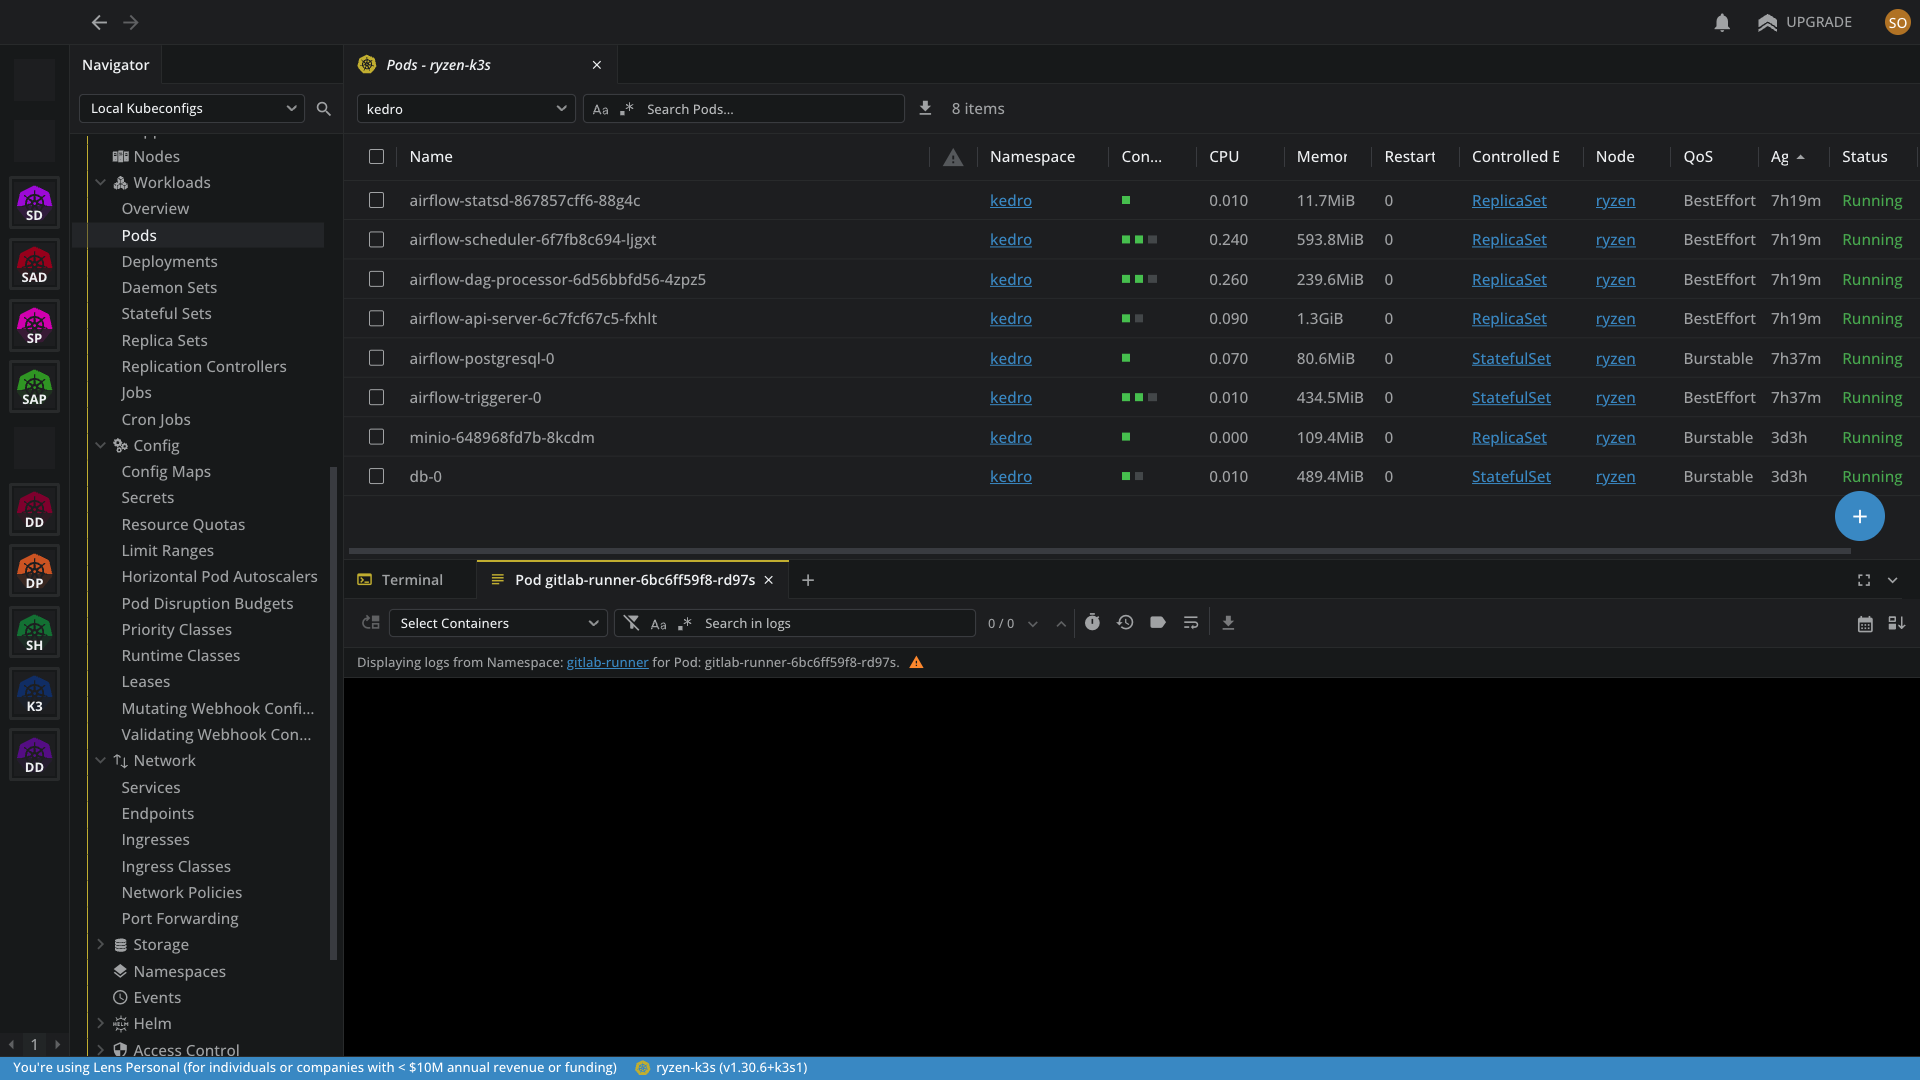 UPGRADE
SO
Navigator
Pods - ryzen-k3s
Local Kubeconfigs
kedro
Aa
.*
Search Pods...
8 items
Nodes
Workloads
Overview
Pods
Deployments
Daemon Sets
Stateful Sets
Replica Sets
Replication Controllers
Jobs
Cron Jobs
Config
Config Maps
Secrets
Resource Quotas
Limit Ranges
Horizontal Pod Autoscalers
Pod Disruption Budgets
Priority Classes
Runtime Classes
Leases
Mutating Webhook Confi...
Validating Webhook Con...
Network
Services
Endpoints
Ingresses
Ingress Classes
Network Policies
Port Forwarding
Storage
Namespaces
Events
HELM Helm
Access Control
SD
SAD
SP
SAP
DD
DP
SH
K3
DD
1
Name Namespace Con... CPU Memor Restart Controlled B Node QoS Ag Status
airflow-statsd-867857cff6-88g4c kedro 0.010 11.7MiB 0 ReplicaSet ryzen BestEffort 7h19m Running
airflow-scheduler-6f7fb8c694-ljgxt kedro 0.240 593.8MiB 0 ReplicaSet ryzen BestEffort 7h19m Running
airflow-dag-processor-6d56bbfd56-4zpz5 kedro 0.260 239.6MiB 0 ReplicaSet ryzen BestEffort 7h19m Running
airflow-api-server-6c7fcf67c5-fxhlt kedro 0.090 1.3GiB 0 ReplicaSet ryzen BestEffort 7h19m Running
airflow-postgresql-0 kedro 0.070 80.6MiB 0 StatefulSet ryzen Burstable 7h37m Running
airflow-triggerer-0 kedro 0.010 434.5MiB 0 StatefulSet ryzen BestEffort 7h37m Running
minio-648968fd7b-8kcdm kedro 0.000 109.4MiB 0 ReplicaSet ryzen Burstable 3d3h Running
db-0 kedro 0.010 489.4MiB 0 StatefulSet ryzen Burstable 3d3h Running
Terminal
Pod gitlab-runner-6bc6ff59f8-rd97s
Select Containers
Aa
.*
Search in logs
0 / 0
Displaying logs from Namespace: gitlab-runner for Pod: gitlab-runner-6bc6ff59f8-rd97s.
You're using Lens Personal (for individuals or companies with < $10M annual revenue or funding)
ryzen-k3s (v1.30.6+k3s1)